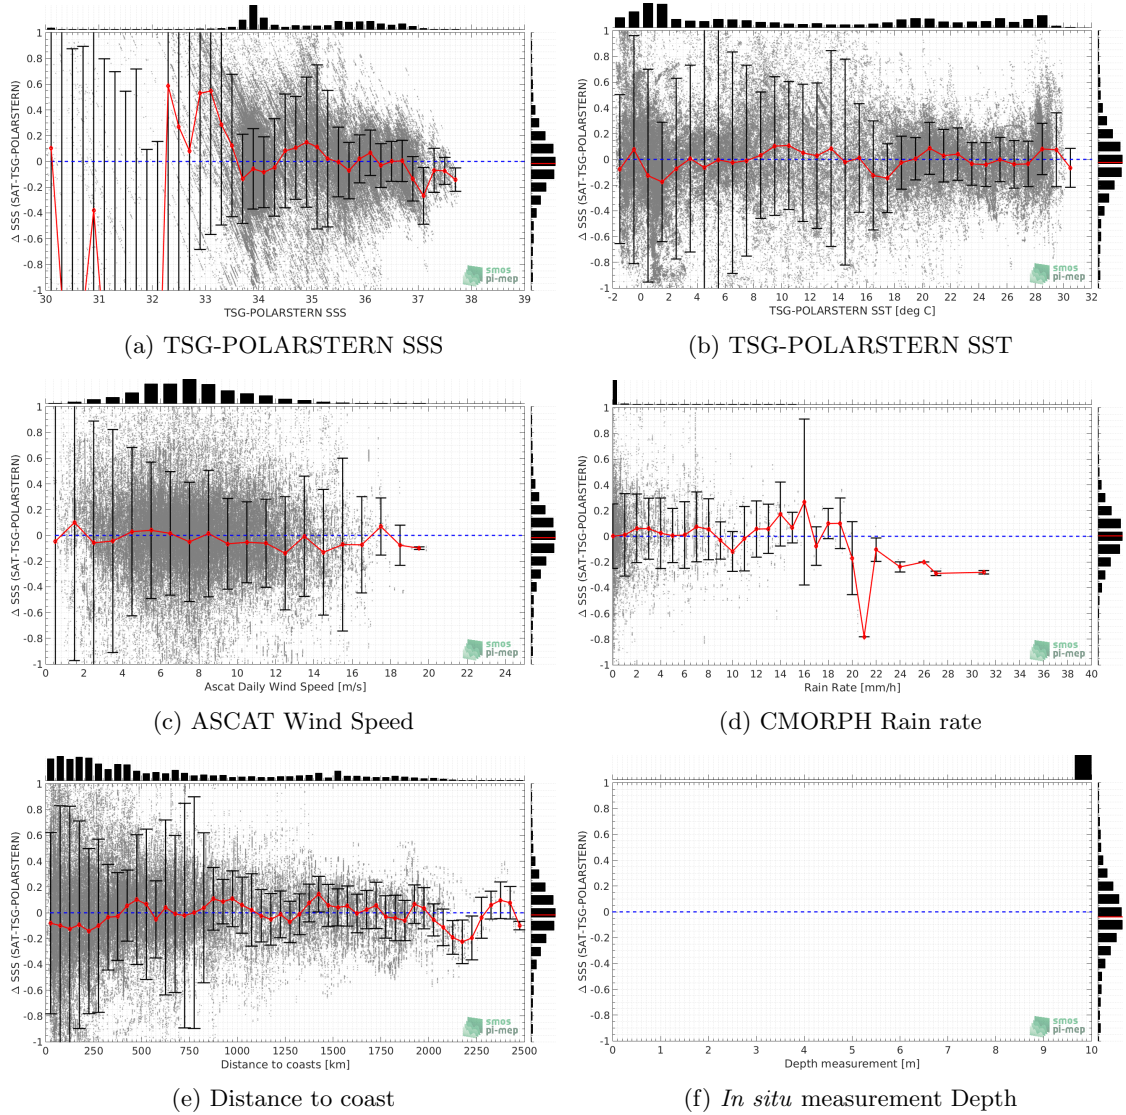 1
0.8
0.6
0.4
0.2
0
-0.2
-0.4
-0.6
-0.8
-1
Δ SSS (SAT-TSG-POLARSTERN)
30 31 32 33 34 35 36 37 38 39
TSG-POLARSTERN SSS
smos
pi-mep
(a) TSG-POLARSTERN SSS
1
0.8
0.6
0.4
0.2
0
-0.2
-0.4
-0.6
-0.8
-1
Δ SSS (SAT-TSG-POLARSTERN)
-2 0 2 4 6 8 10 12 14 16 18 20 22 24 26 28 30 32
TSG-POLARSTERN SST [deg C]
smos
pi-mep
(b) TSG-POLARSTERN SST
1
0.8
0.6
0.4
0.2
0
-0.2
-0.4
-0.6
-0.8
-1
Δ SSS (SAT-TSG-POLARSTERN)
0 2 4 6 8 10 12 14 16 18 20 22 24
Ascat Daily Wind Speed [m/s]
smos
pi-mep
(c) ASCAT Wind Speed
1
0.8
0.6
0.4
0.2
0
-0.2
-0.4
-0.6
-0.8
-1
Δ SSS (SAT-TSG-POLARSTERN)
0 2 4 6 8 10 12 14 16 18 20 22 24 26 28 30 32 34 36 38 40
Rain Rate [mm/h]
smos
pi-mep
(d) CMORPH Rain rate
1
0.8
0.6
0.4
0.2
0
-0.2
-0.4
-0.6
-0.8
-1
Δ SSS (SAT-TSG-POLARSTERN)
0 250 500 750 1000 1250 1500 1750 2000 2250 2500
Distance to coasts [km]
smos
pi-mep
(e) Distance to coast
1
0.8
0.6
0.4
0.2
0
-0.2
-0.4
-0.6
-0.8
-1
Δ SSS (SAT-TSG-POLARSTERN)
0 1 2 3 4 5 6 7 8 9 10
Depth measurement [m]
smos
pi-mep
(f) In situ measurement Depth